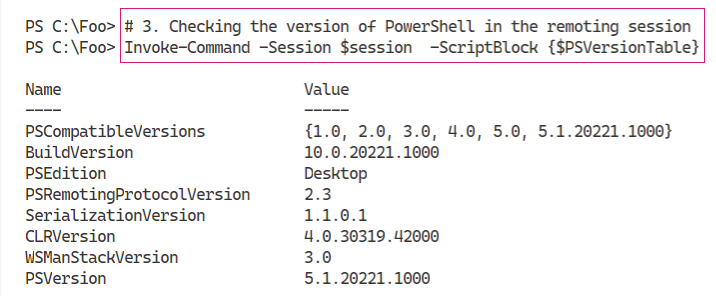 PS C:\Foo> # 3. Checking the version of PowerShell in the remoting session
PS C:\Foo> Invoke-Command -Session $session  -ScriptBlock {$PSVersionTable}

Name                           Value
----                           -----
PSCompatibleVersions           {1.0, 2.0, 3.0, 4.0, 5.0, 5.1.20221.1000}
BuildVersion                   10.0.20221.1000
PSEdition                      Desktop
PSRemotingProtocolVersion      2.3
SerializationVersion           1.1.0.1
CLRVersion                     4.0.30319.42000
WSManStackVersion              3.0
PSVersion                      5.1.20221.1000